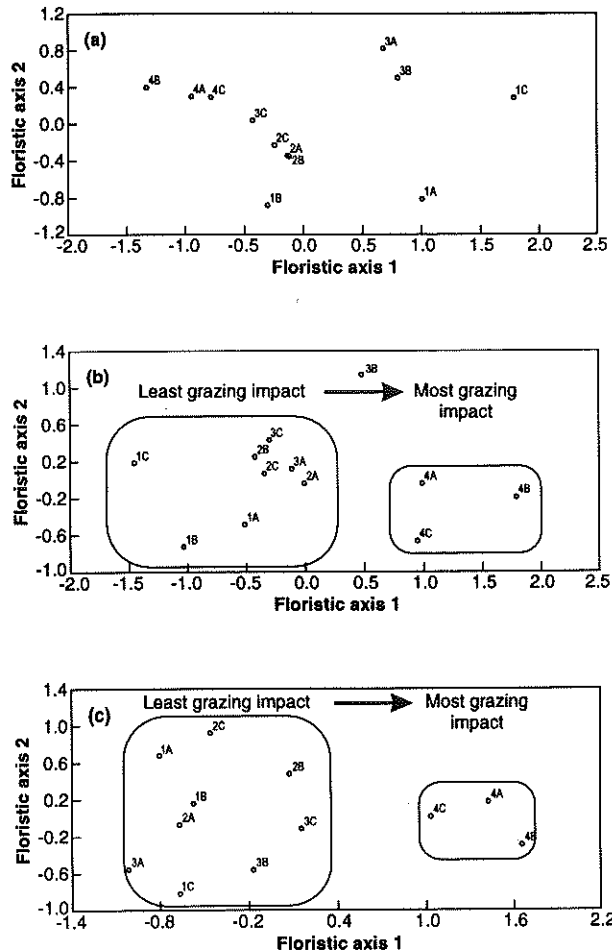 (a)
Floristic axis 2
1.2
0.8
0.4
0.0
-0.4
-0.8
-1.2
3A
3B
4B
4A
4C
1C
3C
2C
2A
2B
1B
1A
-2.0 -1.5 -1.0 -0.5 0.0 0.5 1.0 1.5 2.0 2.5
Floristic axis 1
(b)
Floristic axis 2
1.4
1.0
0.6
0.2
-0.2
-0.6
-1.0
3B
Least grazing impact
Most grazing
impact
3C
2B
1C
2C
3A
2A
1A
1B
4A
4B
4C
-2.0 -1.5 -1.0 -0.5 0.0 0.5 1.0 1.5 2.0 2.5
Floristic axis 1
(c)
Floristic axis 2
1.4
1.0
0.6
0.2
-0.2
-0.6
-1.0
Least grazing impact
Most grazing
impact
2C
1A
2B
1B
2A
3C
3A
3B
1C
4A
4C
4B
-1.4 -0.8 -0.2 0.4 1.0 1.6 2.2
Floristic axis 1